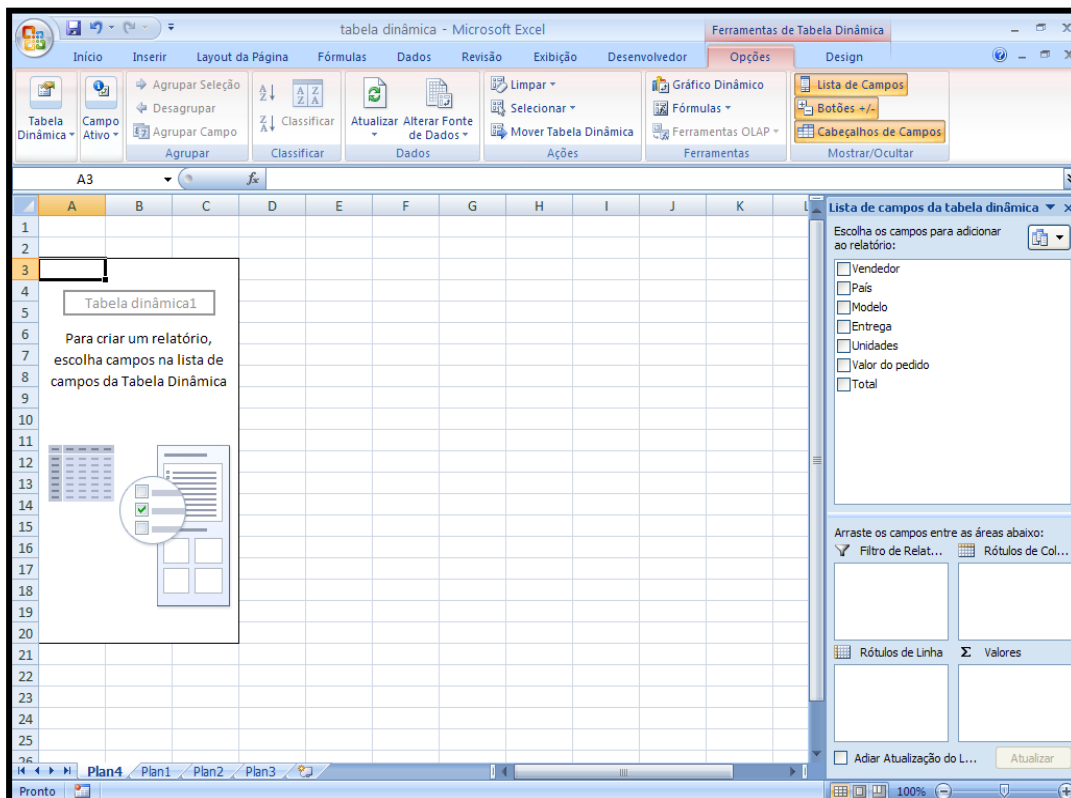 tabela dinâmica - Microsoft Excel
Ferramentas de Tabela Dinâmica
Início Inserir Layout da Página Fórmulas Dados Revisão Exibição Desenvolvedor Opções Design
Tabela Dinâmica
Campo Ativo
Agrupar Seleção
Desagrupar
Agrupar Campo
Agrupar
Classificar
Classificar
Atualizar
Alterar Fonte de Dados
Dados
Limpar
Selecionar
Mover Tabela Dinâmica
Ações
Gráfico Dinâmico
Fórmulas
Ferramentas OLAP
Ferramentas
Lista de Campos
Botões +/-
Cabeçalhos de Campos
Mostrar/Ocultar
A3
fx
A B C D E F G H I J K L
1
2
3
4
5
6
7
8
9
10
11
12
13
14
15
16
17
18
19
20
21
22
23
24
25
26
Tabela dinâmica1
Para criar um relatório,
escolha campos na lista de
campos da Tabela Dinâmica
Lista de campos da tabela dinâmica
Escolha os campos para adicionar
ao relatório:
Vendedor
País
Modelo
Entrega
Unidades
Valor do pedido
Total
Arraste os campos entre as áreas abaixo:
Filtro de Relat...
Rótulos de Col...
Rótulos de Linha
Σ Valores
Adiar Atualização do L...
Atualizar
Plan4 Plan1 Plan2 Plan3
Pronto
100%